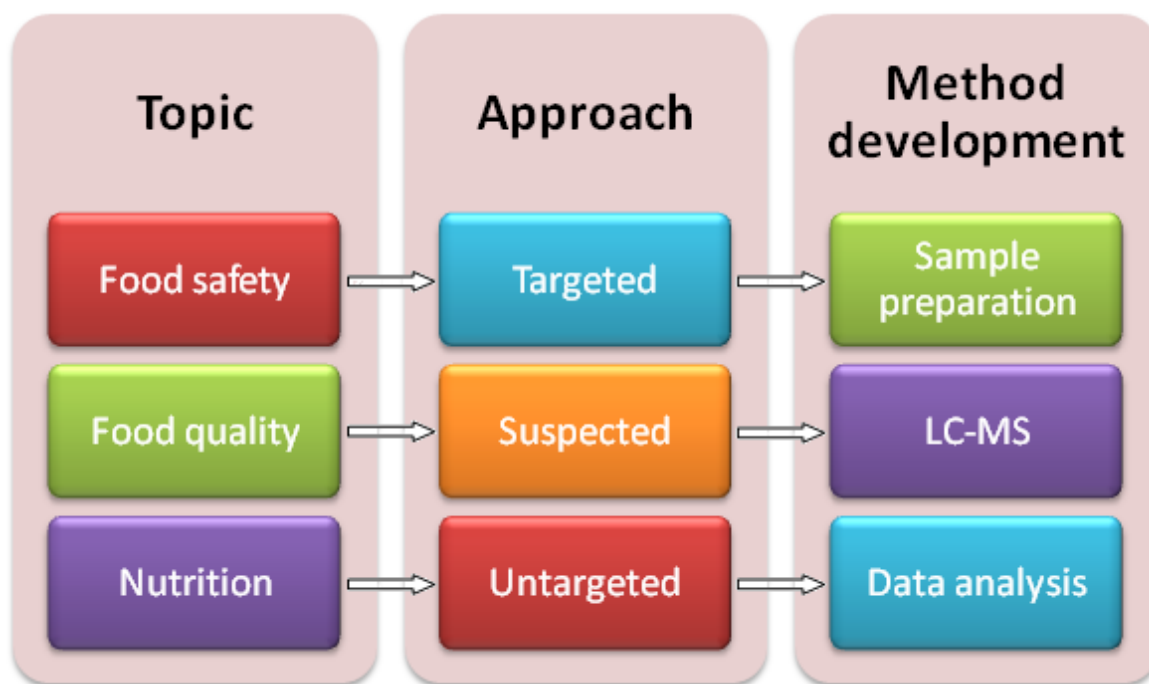 Topic
Approach
Method
development
Food safety
Targeted
Sample
preparation
Food quality
Suspected
LC-MS
Nutrition
Untargeted
Data analysis